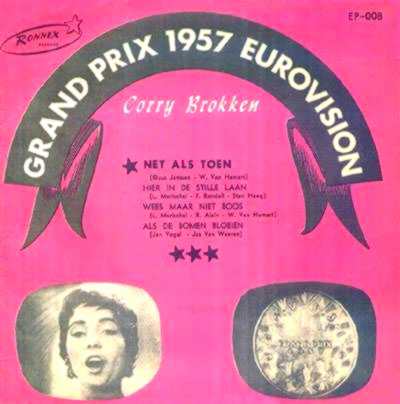 RONNEX
RECORDS
EP-008
GRAND PRIX 1957 EUROVISION
Corry Brokken
NET ALS TOEN
(Guus Jansen - W. Van Hemert)
HIER IN DE STILLE LAAN
WEES MAAR NIET BOOS
ALS DE BOMEN BLOEIEN